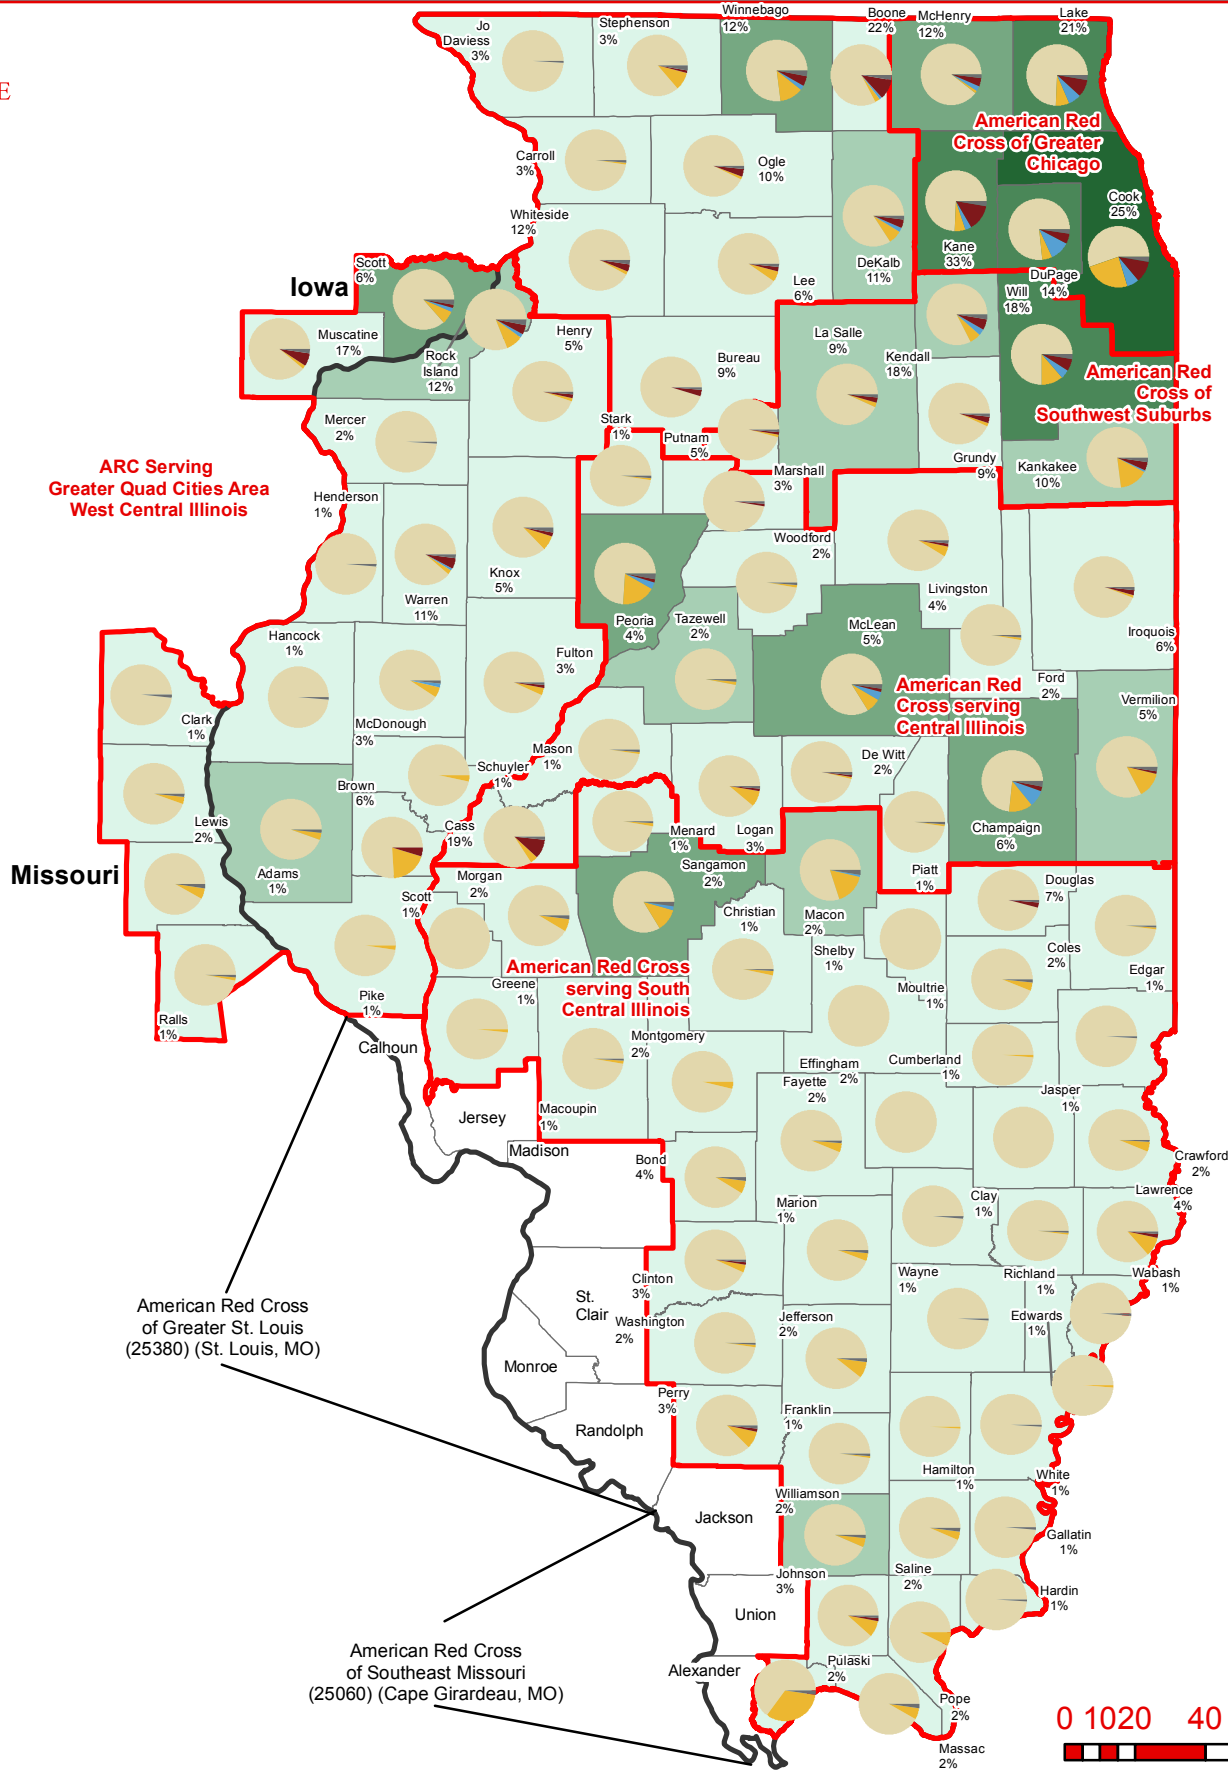 E
Jo
Daviess
3%
Stephenson
3%
Winnebago
12%
Boone
22%
McHenry
12%
Lake
21%
American Red
Cross of Greater
Chicago
Carroll
3%
Ogle
10%
Cook
25%
Whiteside
12%
Kane
33%
DeKalb
11%
DuPage
14%
Will
18%
Scott
6%
Iowa
Lee
6%
Muscatine
17%
Rock
Island
12%
Henry
5%
Bureau
9%
La Salle
9%
Kendall
18%
American Red
Cross of
Southwest Suburbs
Mercer
2%
Stark
1%
Putnam
5%
Grundy
9%
Kankakee
10%
ARC Serving
Greater Quad Cities Area
West Central Illinois
Marshall
3%
Henderson
1%
Woodford
2%
Knox
5%
Warren
11%
Livingston
4%
Peoria
4%
Tazewell
2%
McLean
5%
Iroquois
6%
Hancock
1%
Fulton
3%
Ford
2%
American Red
Cross serving
Central Illinois
Vermilion
5%
Clark
1%
McDonough
3%
Mason
1%
De Witt
2%
Schuyler
1%
Brown
6%
Lewis
2%
Cass
19%
Menard
1%
Logan
3%
Champaign
6%
Missouri
Adams
1%
Morgan
2%
Sangamon
2%
Piatt
1%
Douglas
7%
Scott
1%
Christian
1%
Macon
2%
Shelby
1%
Coles
2%
Edgar
1%
American Red Cross
serving South
Central Illinois
Greene
1%
Moultrie
1%
Pike
1%
Ralls
1%
Montgomery
2%
Calhoun
Effingham
2%
Cumberland
1%
Fayette
2%
Jasper
1%
Jersey
Macoupin
1%
Madison
Bond
4%
Crawford
2%
Marion
1%
Clay
1%
Lawrence
4%
Clinton
3%
Wayne
1%
Richland
1%
Wabash
1%
American Red Cross
of Greater St. Louis
(25380) (St. Louis, MO)
St.
Clair
Washington
2%
Jefferson
2%
Edwards
1%
Monroe
Perry
3%
Franklin
1%
Randolph
Hamilton
1%
White
1%
Williamson
2%
Jackson
Gallatin
1%
Johnson
3%
Saline
2%
Hardin
1%
Union
American Red Cross
of Southeast Missouri
(25060) (Cape Girardeau, MO)
Alexander
Pulaski
2%
Pope
2%
Massac
2%
0 1020 40